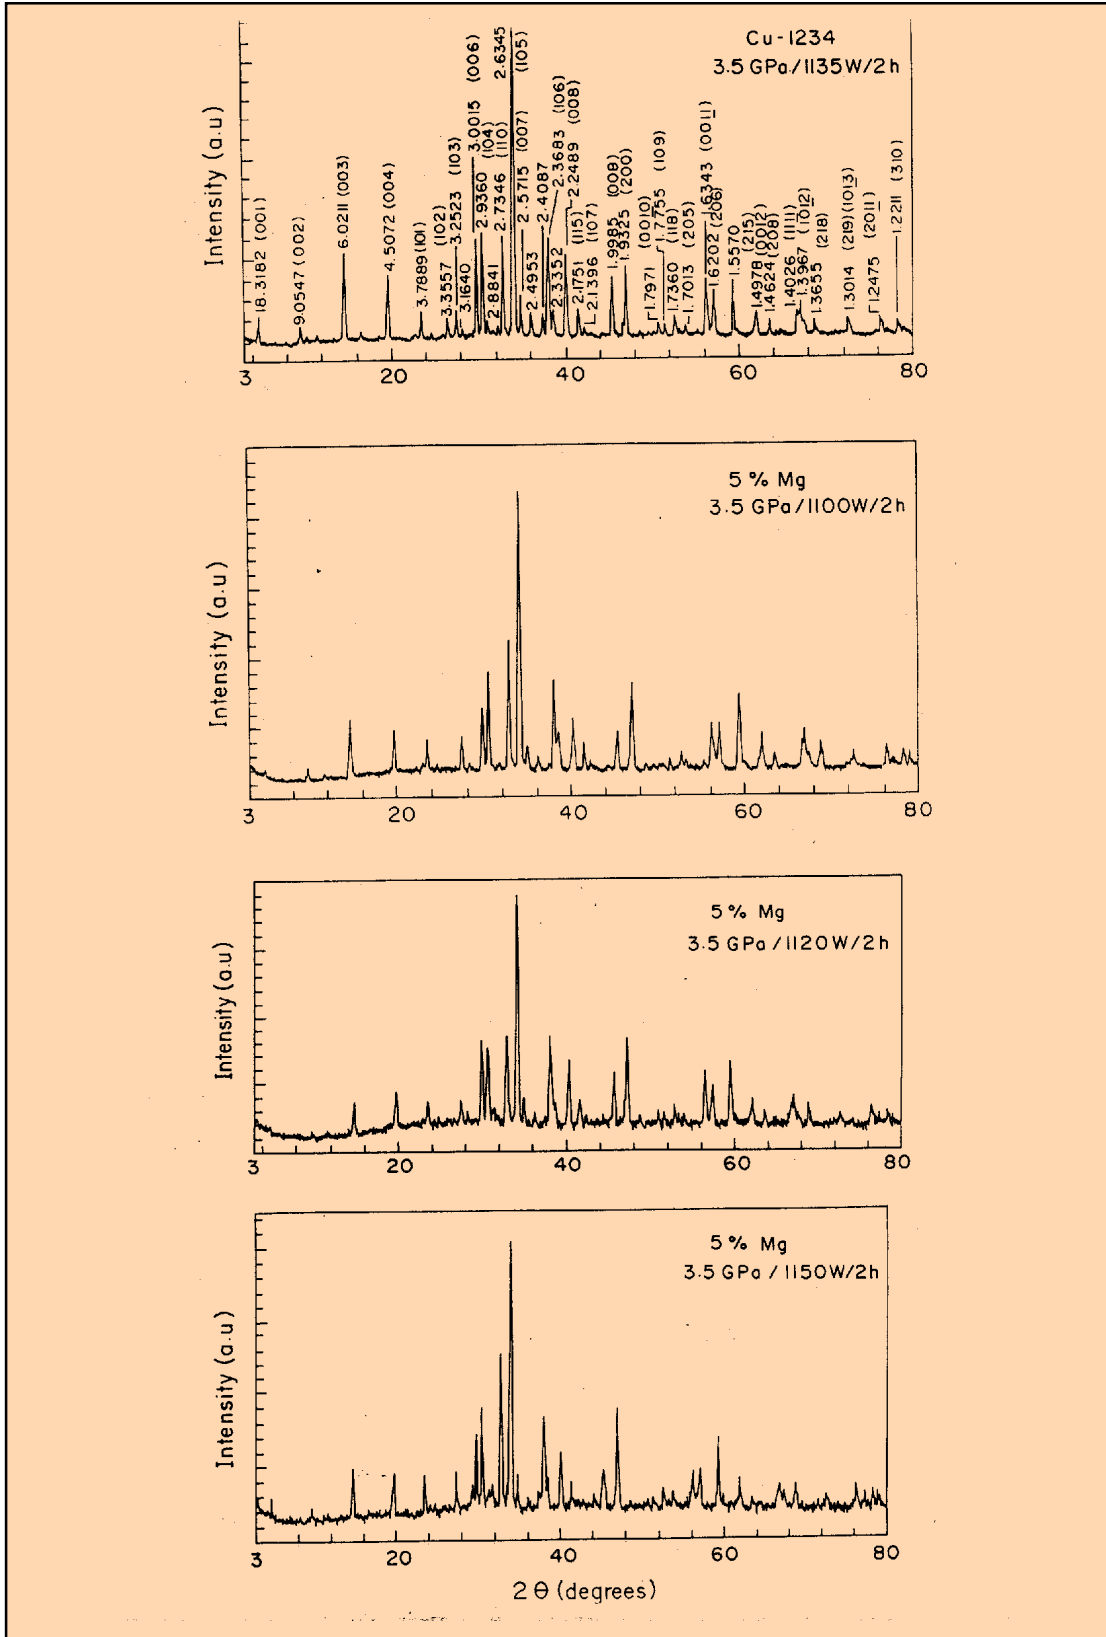 Cu-1234
3.5 GPa/1135W/2h
Intensity (a.u)
18.3182 (001)
9.0547 (002)
6.0211 (003)
4.5072 (004)
3.7889 (101)
3.3557 (102)
3.2523 (103)
3.1640
3.0015 (006)
2.9360 (104)
2.8841
2.7346 (110)
2.6345 (105)
2.5715 (007)
2.4953
2.4087
2.3683 (106)
2.3352
2.2489 (008)
2.1751 (115)
2.1396 (107)
1.9985 (008)
1.9325 (200)
1.7971 (0010)
1.7755 (109)
1.7360 (118)
1.7013 (205)
1.6343 (0011)
1.6202 (206)
1.5570 (215)
1.4978 (0012)
1.4624 (208)
1.4026 (1111)
1.3967 (1012)
1.3655 (218)
1.3014 (219) (1013)
1.2475 (2011)
1.2211 (310)
3 20 40 60 80
5 % Mg
3.5 GPa/1100W/2h
Intensity (a.u)
3 20 40 60 80
5 % Mg
3.5 GPa/1120W/2h
Intensity (a.u)
3 20 40 60 80
5 % Mg
3.5 GPa/1150W/2h
Intensity (a.u)
3 20 40 60 80
2 θ (degrees)